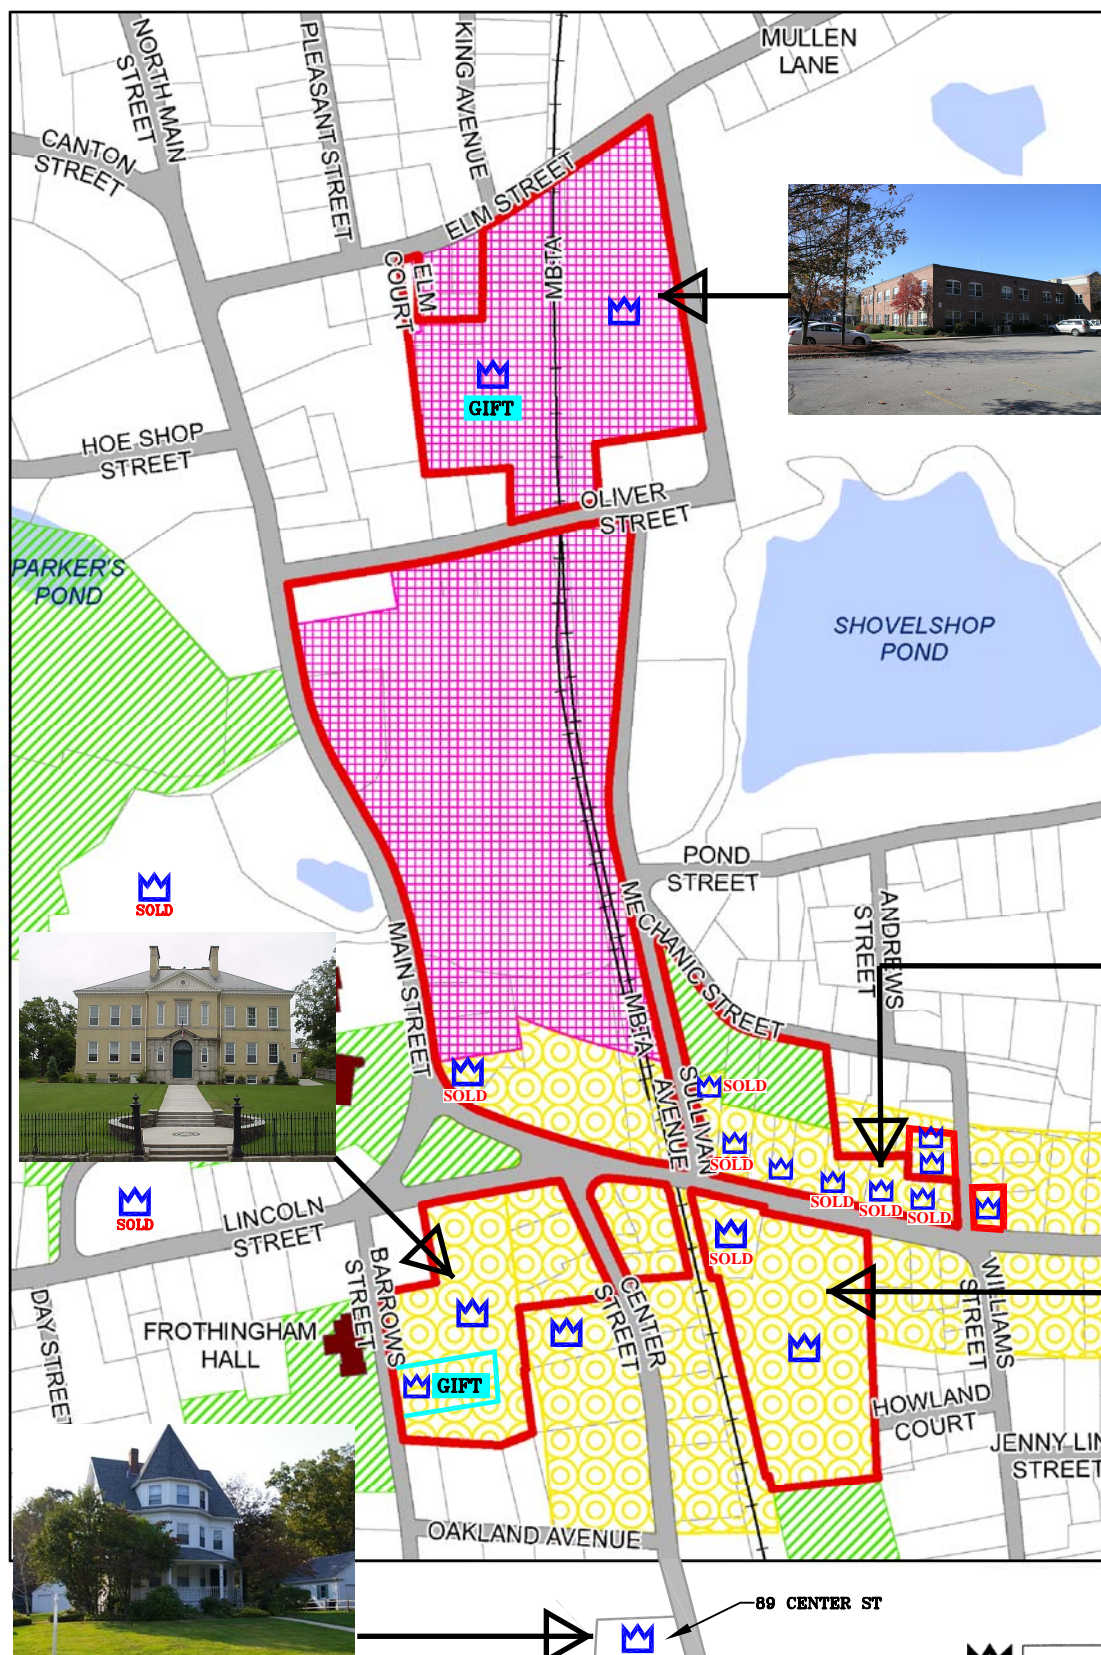 MULLEN
LANE
NORTH MAIN
STREET
PLEASANT STREET
KING AVENUE
CANTON
STREET
ELM STREET
ELM
COURT
MBTA
GIFT
HOE SHOP
STREET
OLIVER
STREET
PARKER'S
POND
SHOVELSHOP
POND
POND
STREET
SOLD
MECHANIC STREET
ANDREWS
STREET
MAIN STREET
MBTA
SOLD
SULLIVAN
AVENUE
SOLD
SOLD
SOLD
SOLD
SOLD
SOLD
LINCOLN
STREET
SOLD
BARROWS
STREET
CENTER
STREET
WILLIAMS
STREET
DAY STREET
FROTHINGHAM
HALL
GIFT
HOWLAND
COURT
JENNY LIN
STREET
OAKLAND AVENUE
89 CENTER ST